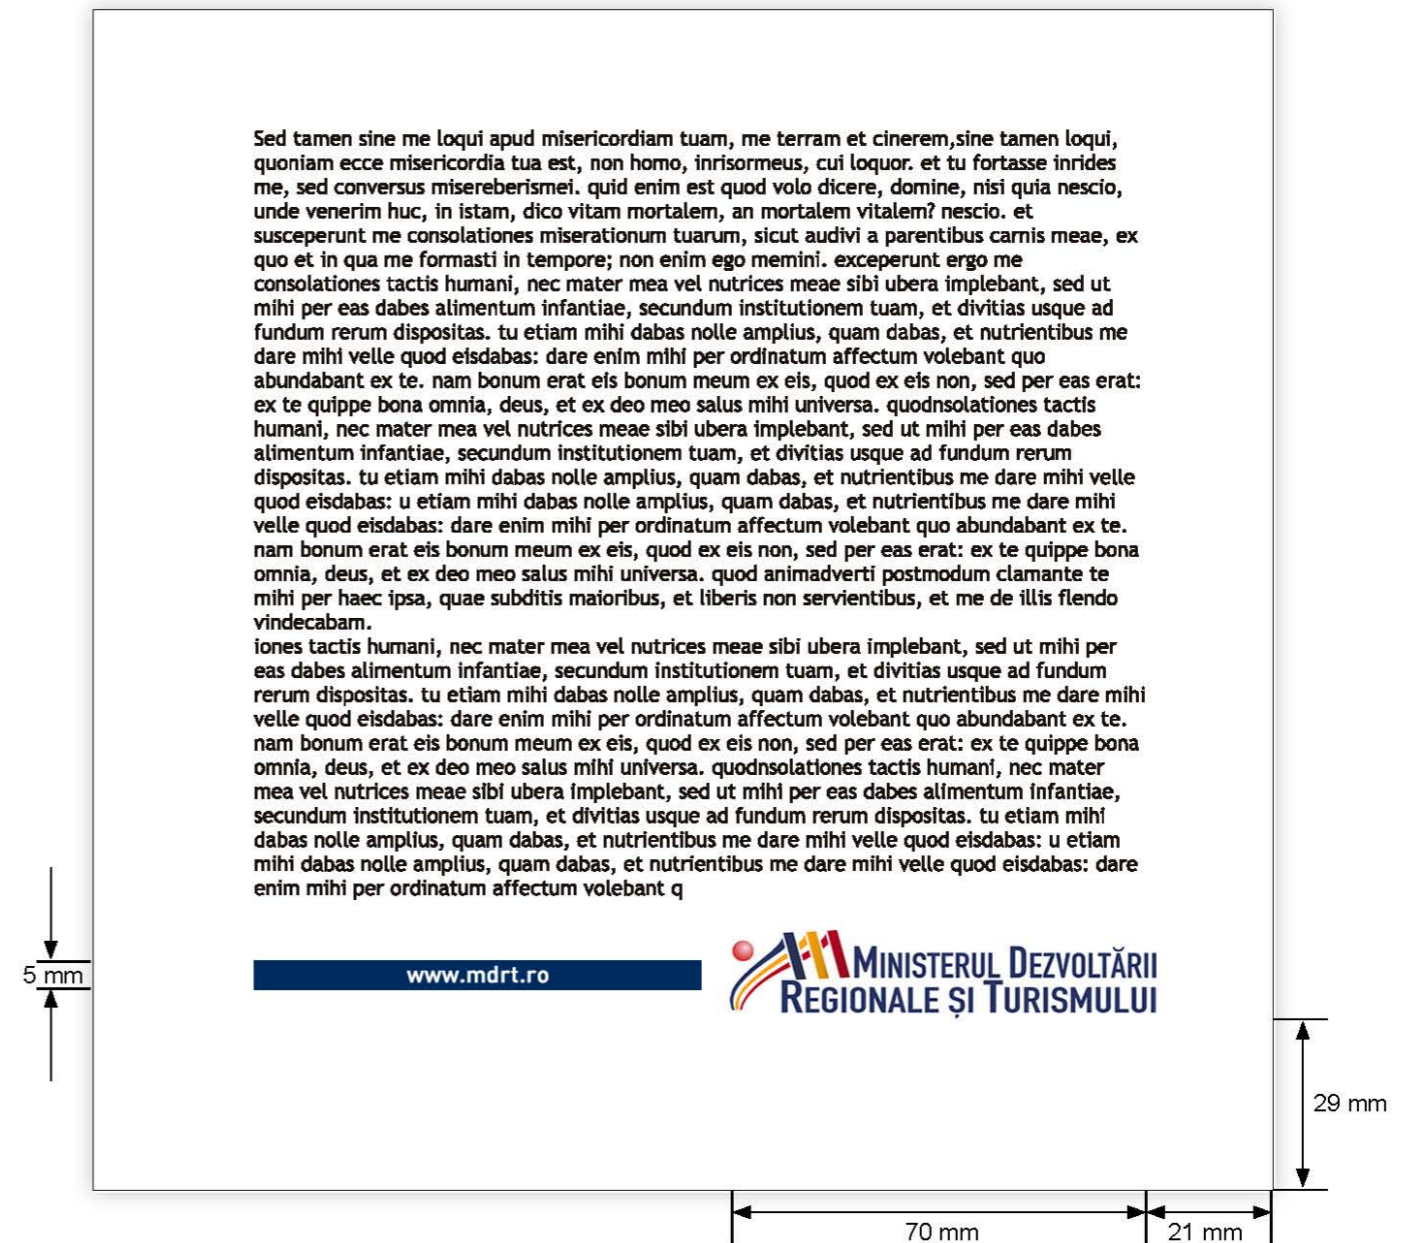 Sed tamen sine me loqui apud misericordiam tuam, me terram et cinerem,sine tamen loqui,
quoniam ecce misericordia tua est, non homo, inrisormeus, cui loquor. et tu fortasse inrides
me, sed conversus misereberismei. quid enim est quod volo dicere, domine, nisi quia nescio,
unde venerim huc, in istam, dico vitam mortalem, an mortalem vitalem? nescio. et
susceperunt me consolationes miserationum tuarum, sicut audivi a parentibus carnis meae, ex
quo et in qua me formasti in tempore; non enim ego memini. exceperunt ergo me
consolationes tactis humani, nec mater mea vel nutrices meae sibi ubera implebant, sed ut
mihi per eas dabes alimentum infantiae, secundum institutionem tuam, et divitias usque ad
fundum rerum dispositas. tu etiam mihi dabas nolle amplius, quam dabas, et nutrientibus me
dare mihi velle quod eisdabas: dare enim mihi per ordinatum affectum volebant quo
abundabant ex te. nam bonum erat eis bonum meum ex eis, quod ex eis non, sed per eas erat:
ex te quippe bona omnia, deus, et ex deo meo salus mihi universa. quodnsolationes tactis
humani, nec mater mea vel nutrices meae sibi ubera implebant, sed ut mihi per eas dabes
alimentum infantiae, secundum institutionem tuam, et divitias usque ad fundum rerum
dispositas. tu etiam mihi dabas nolle amplius, quam dabas, et nutrientibus me dare mihi velle
quod eisdabas: u etiam mihi dabas nolle amplius, quam dabas, et nutrientibus me dare mihi
velle quod eisdabas: dare enim mihi per ordinatum affectum volebant quo abundabant ex te.
nam bonum erat eis bonum meum ex eis, quod ex eis non, sed per eas erat: ex te quippe bona
omnia, deus, et ex deo meo salus mihi universa. quod animadverti postmodum clamante te
mihi per haec ipsa, quae subditis maioribus, et liberis non servientibus, et me de illis flendo
vindecabam.
iones tactis humani, nec mater mea vel nutrices meae sibi ubera implebant, sed ut mihi per
eas dabes alimentum infantiae, secundum institutionem tuam, et divitias usque ad fundum
rerum dispositas. tu etiam mihi dabas nolle amplius, quam dabas, et nutrientibus me dare mihi
velle quod eisdabas: dare enim mihi per ordinatum affectum volebant quo abundabant ex te.
nam bonum erat eis bonum meum ex eis, quod ex eis non, sed per eas erat: ex te quippe bona
omnia, deus, et ex deo meo salus mihi universa. quodnsolationes tactis humani, nec mater
mea vel nutrices meae sibi ubera implebant, sed ut mihi per eas dabes alimentum infantiae,
secundum institutionem tuam, et divitias usque ad fundum rerum dispositas. tu etiam mihi
dabas nolle amplius, quam dabas, et nutrientibus me dare mihi velle quod eisdabas: u etiam
mihi dabas nolle amplius, quam dabas, et nutrientibus me dare mihi velle quod eisdabas: dare
enim mihi per ordinatum affectum volebant q
5 mm
www.mdrt.ro
MINISTERUL DEZVOLTĂRII
REGIONALE ȘI TURISMULUI
29 mm
70 mm
21 mm